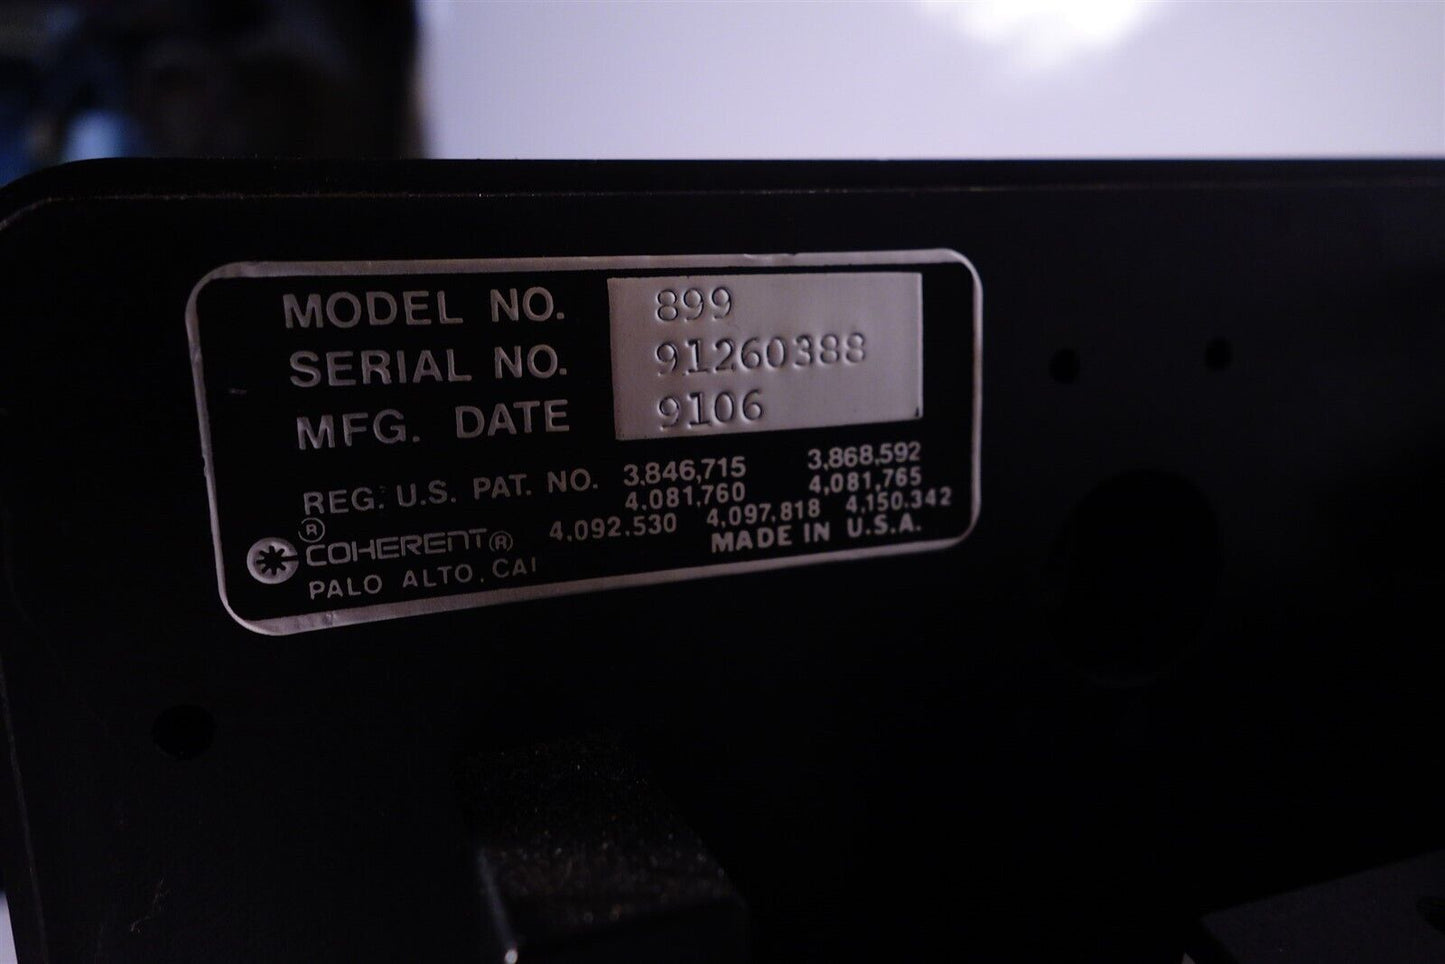 MODEL NO. 899
SERIAL NO. 91260388
MFG. DATE 9106
REG. U.S. PAT. NO. 3,846,715 3,868,592
4,081,760 4,081,765
4,092,530 4,097,818 4,150,342
® COHERENT® MADE IN U.S.A.
PALO ALTO, CA